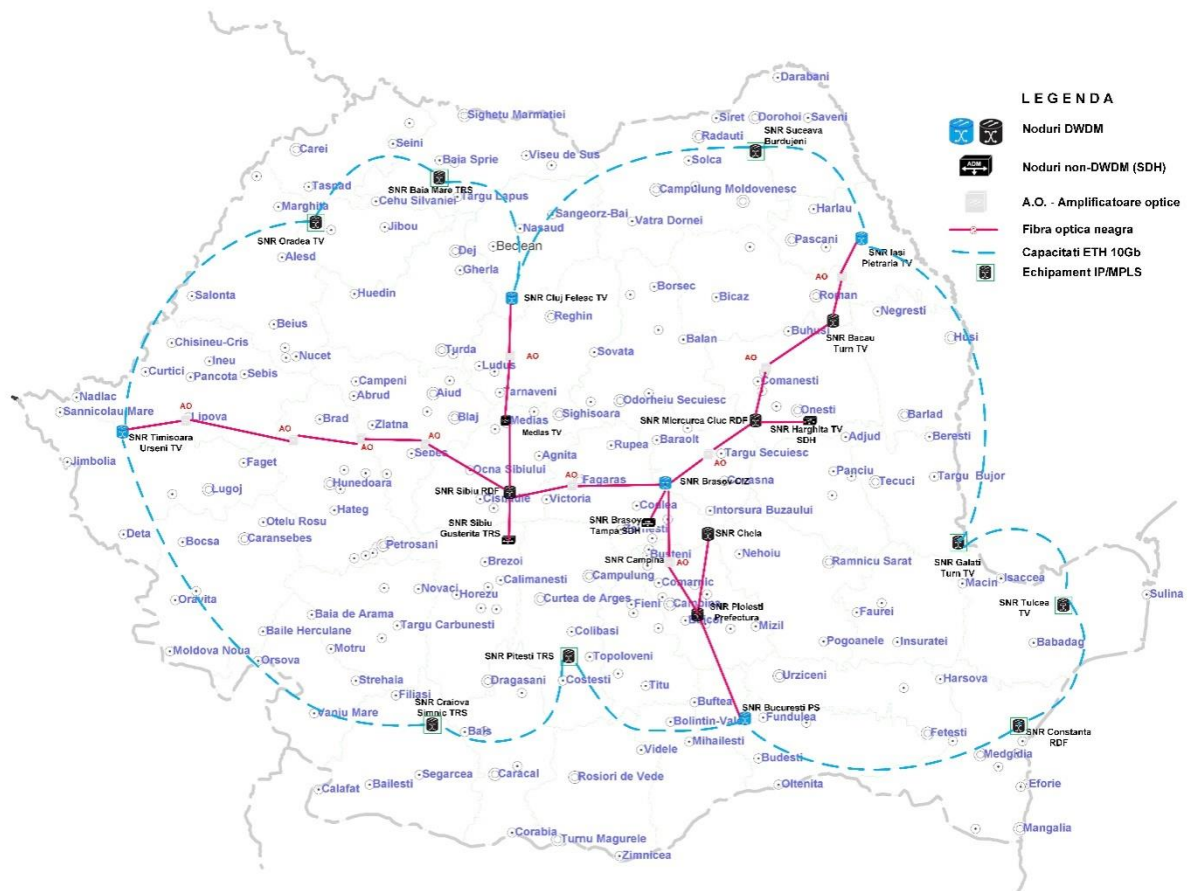 Darabani
LEGENDA
Siret
Dorohoi
Saveni
Sighetu Marmatiei
Radauti
SNR Suceava
Burdujeni
Noduri DWDM
Carei
Seini
Baia Sprie
Viseu de Sus
Solca
ADM
Noduri non-DWDM (SDH)
SNR Baia Mare TRS
Tasnad
Cehu Silvaniei
Targu Lapus
Campulung Moldovenesc
A.O. - Amplificatoare optice
Marghita
Sangeorz-Bai
Harlau
Vatra Dornei
Jibou
Nasaud
Fibra optica neagra
SNR Oradea TV
Beclean
Pascani
SNR Iasi
Pietraria TV
Capacitati ETH 10Gb
Alesd
Dej
Gherla
Echipament IP/MPLS
AO
Salonta
Huedin
SNR Cluj Feleac TV
Borsec
Bicaz
Roman
Reghin
Negresti
Beius
Buhusi
Husi
Chisineu-Cris
Nucet
Turda
AO
Sovata
Balan
SNR Bacau
Turn TV
Ineu
Ludus
Curtici
Pancota
Sebis
AO
Campeni
Comanesti
Nadlac
Abrud
Aiud
Tarnaveni
Odorheiu Secuiesc
Sannicolau Mare
AO
Lipova
Sighisoara
Onesti
Barlad
Brad
Blaj
Medias
SNR Miercurea Ciuc RDF
SNR Harghita TV
SDH
Zlatna
Medias TV
SNR Timisoara
Urseni TV
AO
AO
AO
Rupea
Baraolt
Adjud
Beresti
Jimbolia
Faget
Sebes
Agnita
Targu Secuiesc
AO
Ocna Sibiului
Panciu
Targu Bujor
Lugoj
Hunedoara
AO
Fagaras
SNR Brasov CIZ
Tecuci
SNR Sibiu RDF
Victoria
Hateg
Intorsura Buzaului
Otelu Rosu
SNR Sibiu
Gusterita TRS
SNR Brasov
Tampa SDH
Deta
Bocsa
Caransebes
Petrosani
SNR Cheia
SNR Galati
Turn TV
Brezoi
SNR Campina
AO
Nehoiu
Ramnicu Sarat
Calimanesti
Campulung
Comarnic
Macin
Isaccea
Oravita
Novaci
Horezu
Curtea de Arges
Fieni
SNR Ploiesti
Prefectura
SNR Tulcea
TV
Sulina
Baia de Arama
Faurei
Targu Carbunesti
Mizil
Baile Herculane
Colibasi
Pogoanele
Insuratei
Babadag
Moldova Noua
Motru
Orsova
SNR Pitesti TRS
Topoloveni
Strehaia
Dragasani
Costesti
Titu
Urziceni
Harsova
Filiasi
SNR Craiova
Simnic TRS
Buftea
SNR Bucuresti PS
Vanju Mare
Bals
Fundulea
SNR Constanta
RDF
Fetesti
Mihailesti
Videle
Budesti
Medgidia
Segarcea
Caracal
Rosiori de Vede
Calafat
Bailesti
Oltenita
Eforie
Corabia
Turnu Magurele
Mangalia
Zimnicea